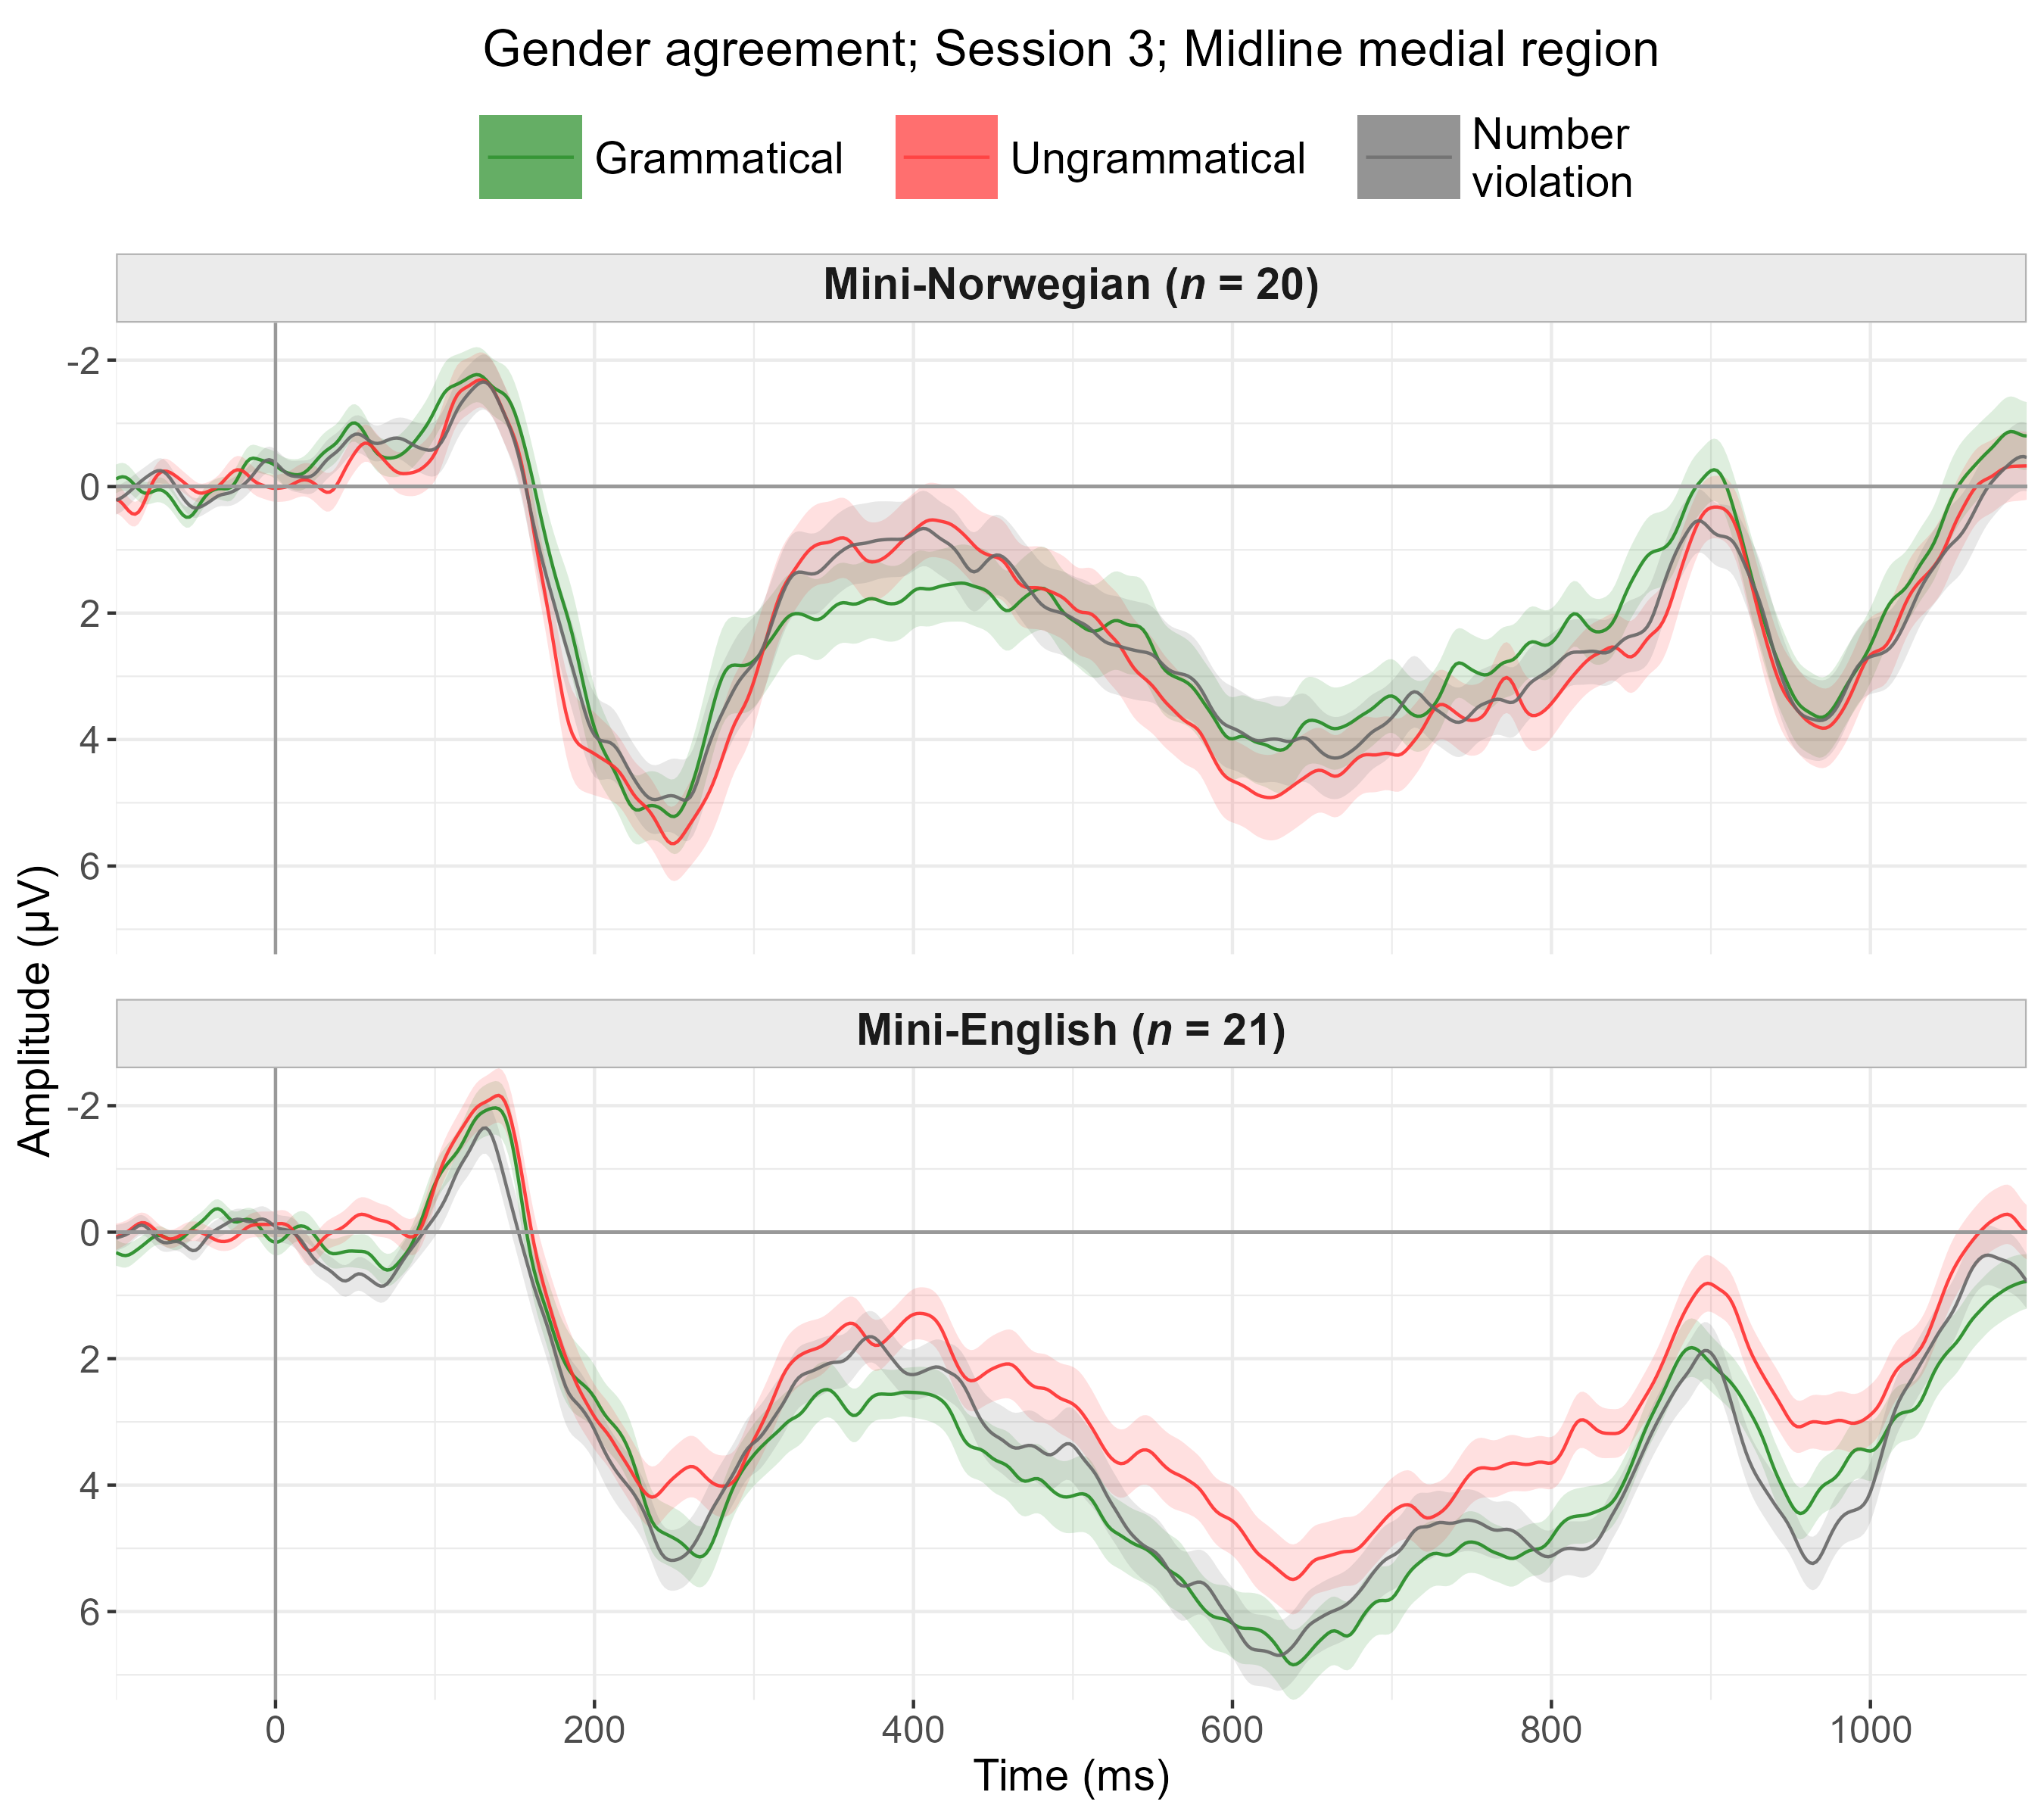 Gender agreement; Session 3; Midline medial region
Grammatical
Ungrammatical
Number
violation
Mini-Norwegian (n = 20)
-2
0
2
4
6
Mini-English (n = 21)
-2
0
2
4
6
0
200
400
600
800
1000
Time (ms)
Amplitude (µV)